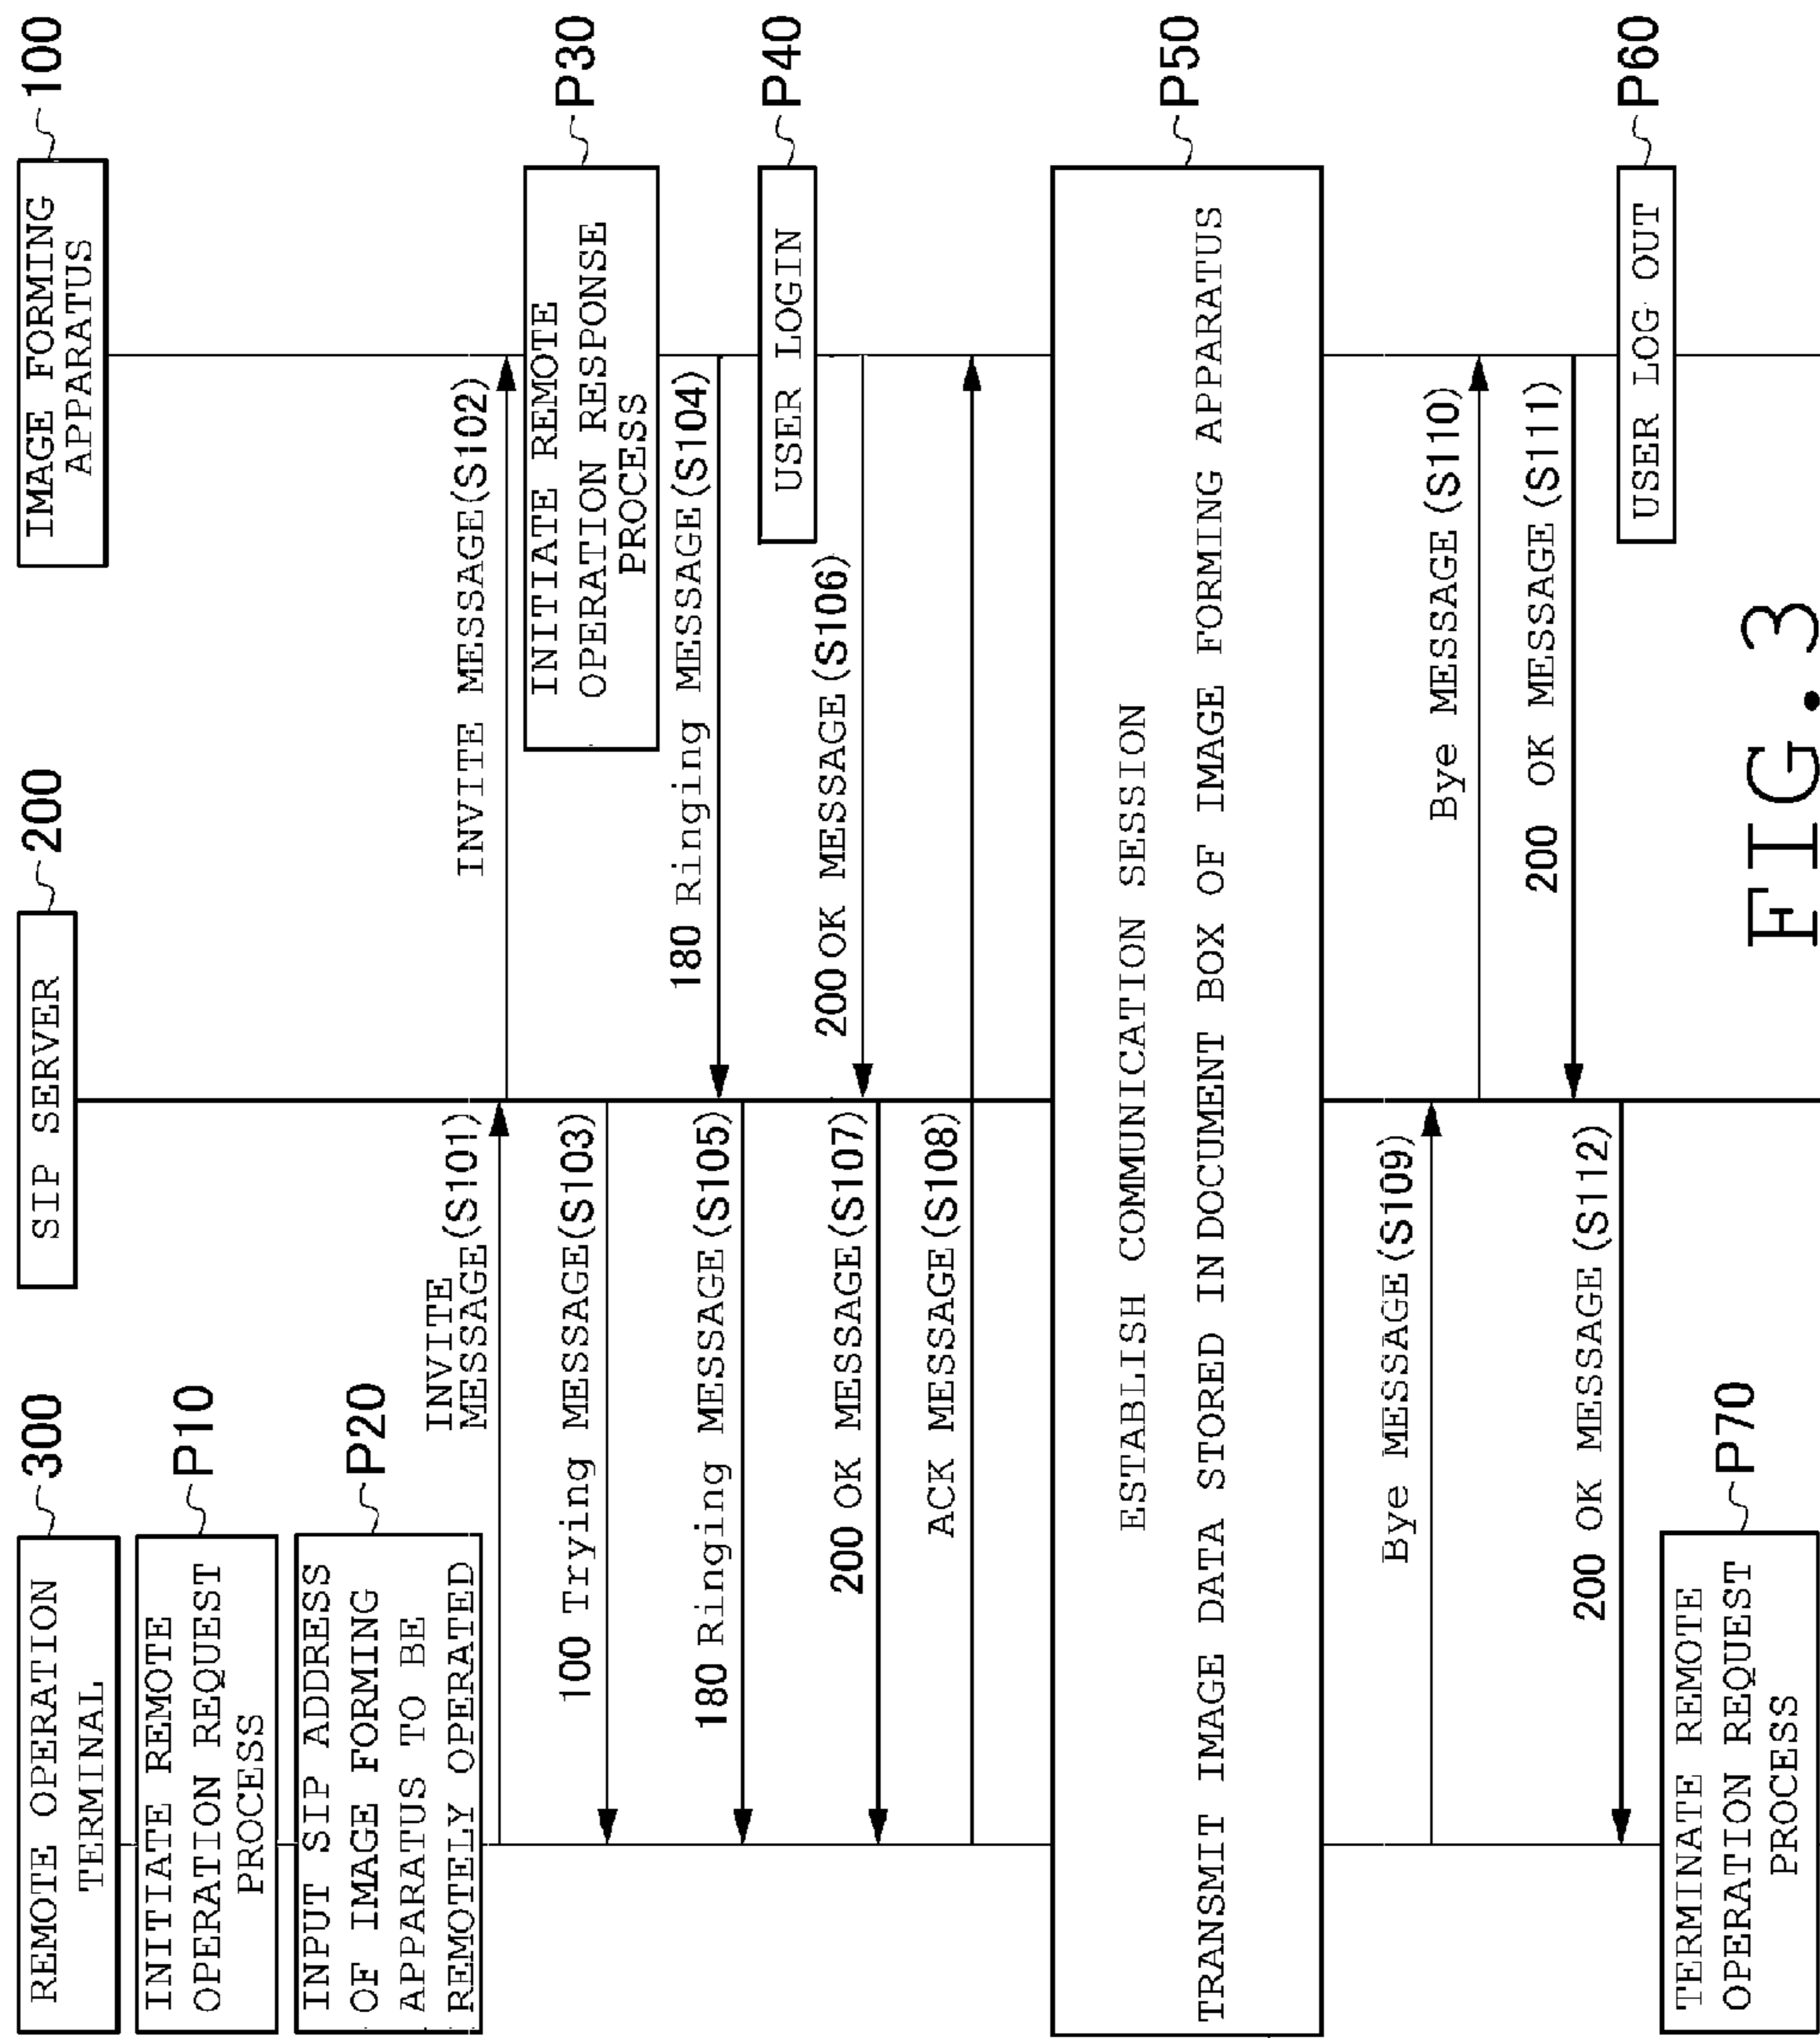 REMOTE OPERATION
TERMINAL
300
SIP SERVER
200
IMAGE FORMING
APPARATUS
100
INITIATE REMOTE
OPERATION REQUEST
PROCESS
P10
INPUT SIP ADDRESS
OF IMAGE FORMING
APPARATUS TO BE
REMOTELY OPERATED
P20
INVITE
MESSAGE(S101)
INVITE MESSAGE(S102)
INITIATE REMOTE
OPERATION RESPONSE
PROCESS
P30
100 Trying MESSAGE(S103)
180 Ringing MESSAGE(S104)
180 Ringing MESSAGE(S105)
USER LOGIN
P40
200 OK MESSAGE(S106)
200 OK MESSAGE(S107)
ACK MESSAGE(S108)
ESTABLISH COMMUNICATION SESSION
TRANSMIT IMAGE DATA STORED IN DOCUMENT BOX OF IMAGE FORMING APPARATUS
P50
Bye MESSAGE(S109)
Bye MESSAGE(S110)
200 OK MESSAGE(S111)
200 OK MESSAGE(S112)
USER LOG OUT
P60
TERMINATE REMOTE
OPERATION REQUEST
PROCESS
P70
FIG.3